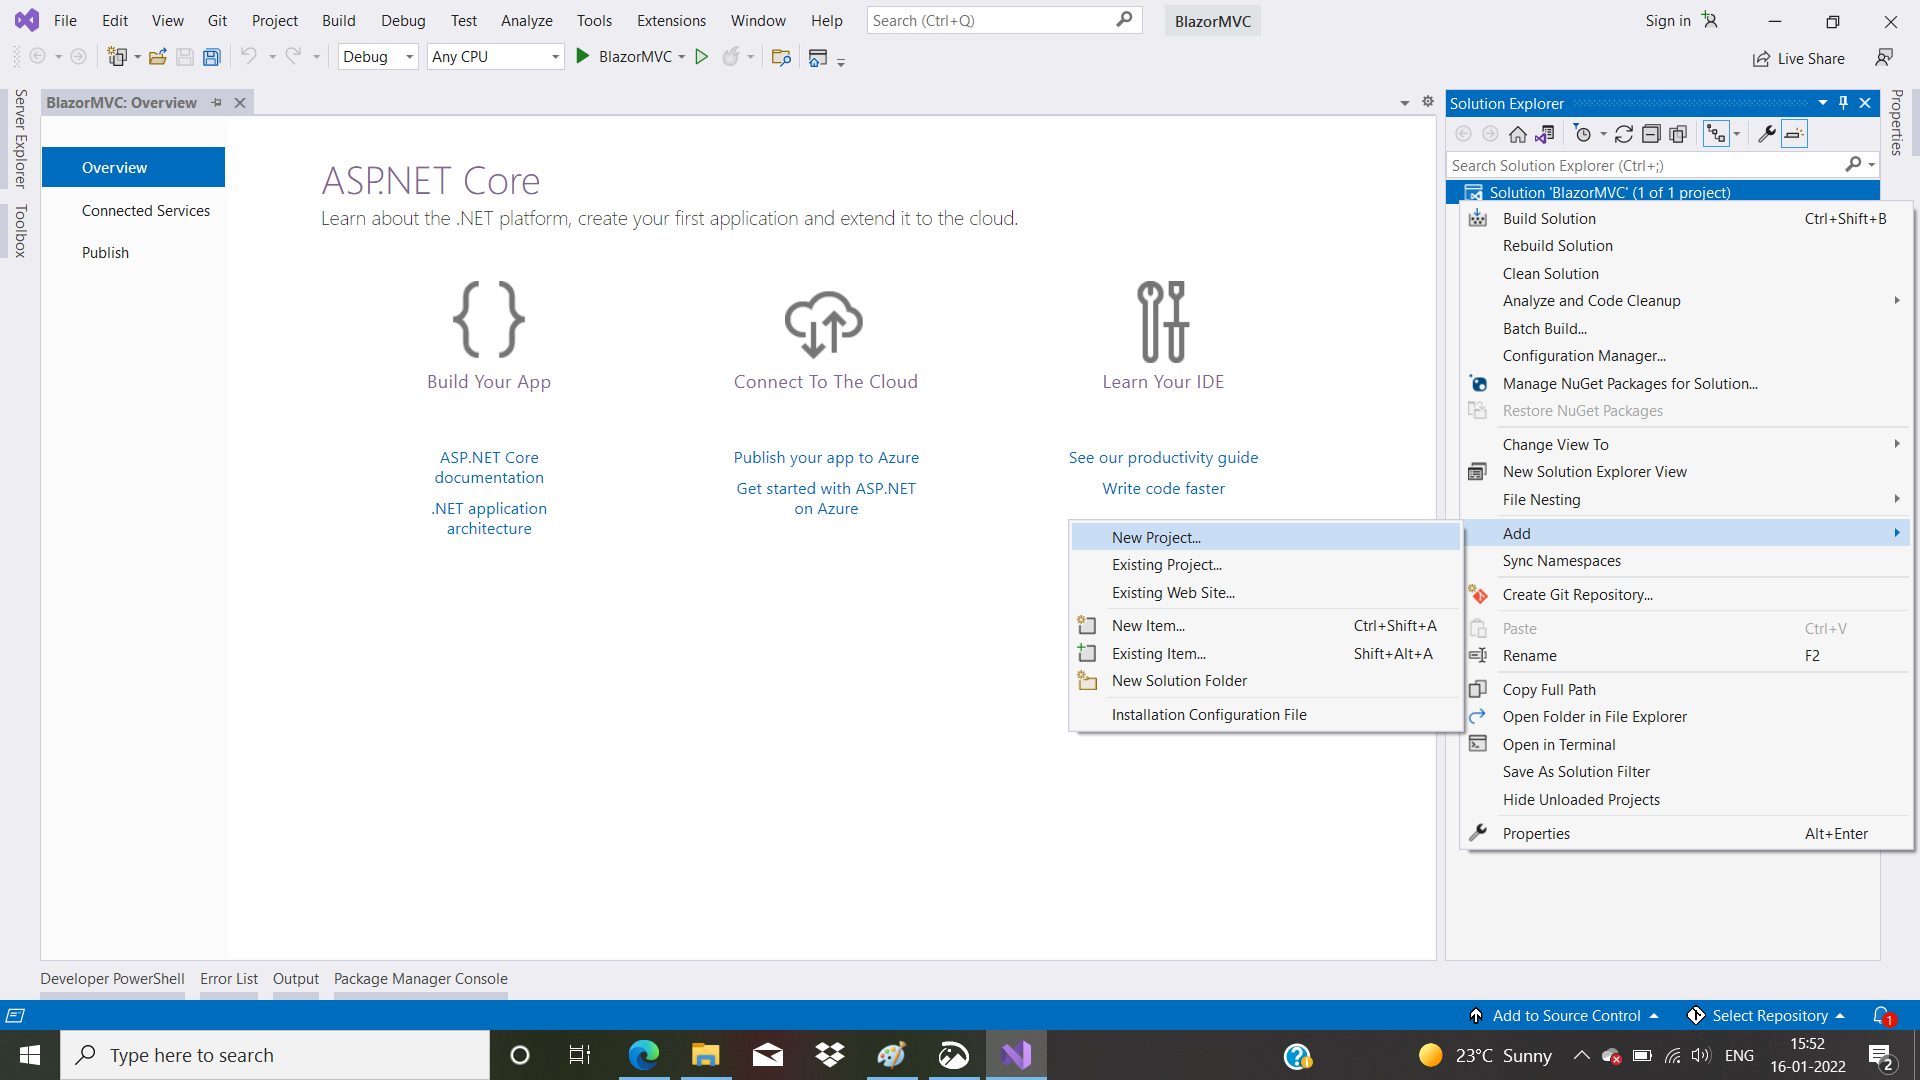 File Edit View Git Project Build Debug Test Analyze Tools Extensions Window Help Search (Ctrl+Q) BlazorMVC Sign in
Debug Any CPU BlazorMVC Live Share
Server Explorer
Toolbox
BlazorMVC: Overview
Overview
Connected Services
Publish
ASP.NET Core
Learn about the .NET platform, create your first application and extend it to the cloud.
Build Your App
ASP.NET Core
documentation
.NET application
architecture
Connect To The Cloud
Publish your app to Azure
Get started with ASP.NET
on Azure
Learn Your IDE
See our productivity guide
Write code faster
New Project...
Existing Project...
Existing Web Site...
New Item... Ctrl+Shift+A
Existing Item... Shift+Alt+A
New Solution Folder
Installation Configuration File
Solution Explorer
Search Solution Explorer (Ctrl+;)
Solution 'BlazorMVC' (1 of 1 project)
Build Solution Ctrl+Shift+B
Rebuild Solution
Clean Solution
Analyze and Code Cleanup
Batch Build...
Configuration Manager...
Manage NuGet Packages for Solution...
Restore NuGet Packages
Change View To
New Solution Explorer View
File Nesting
Add
Sync Namespaces
Create Git Repository...
Paste Ctrl+V
Rename F2
Copy Full Path
Open Folder in File Explorer
Open in Terminal
Save As Solution Filter
Hide Unloaded Projects
Properties Alt+Enter
Properties
Developer PowerShell Error List Output Package Manager Console
Add to Source Control Select Repository 1
Type here to search
23°C Sunny ENG
15:52
16-01-2022
2